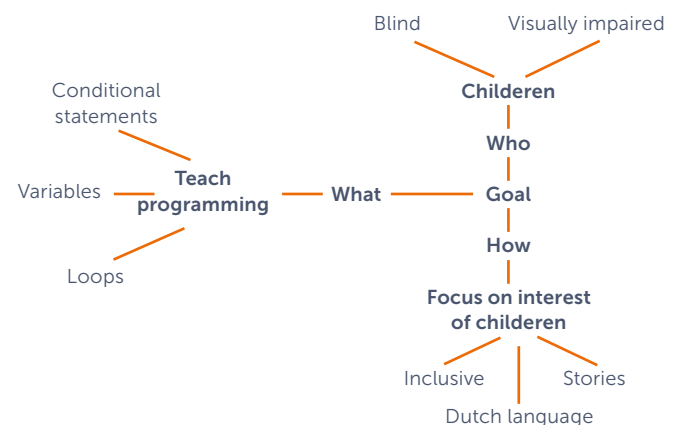 Blind
Visually impaired
Childeren
Who
Conditional
statements
Variables
Teach
programming
Loops
What
Goal
How
Focus on interest
of childeren
Inclusive
Stories
Dutch language